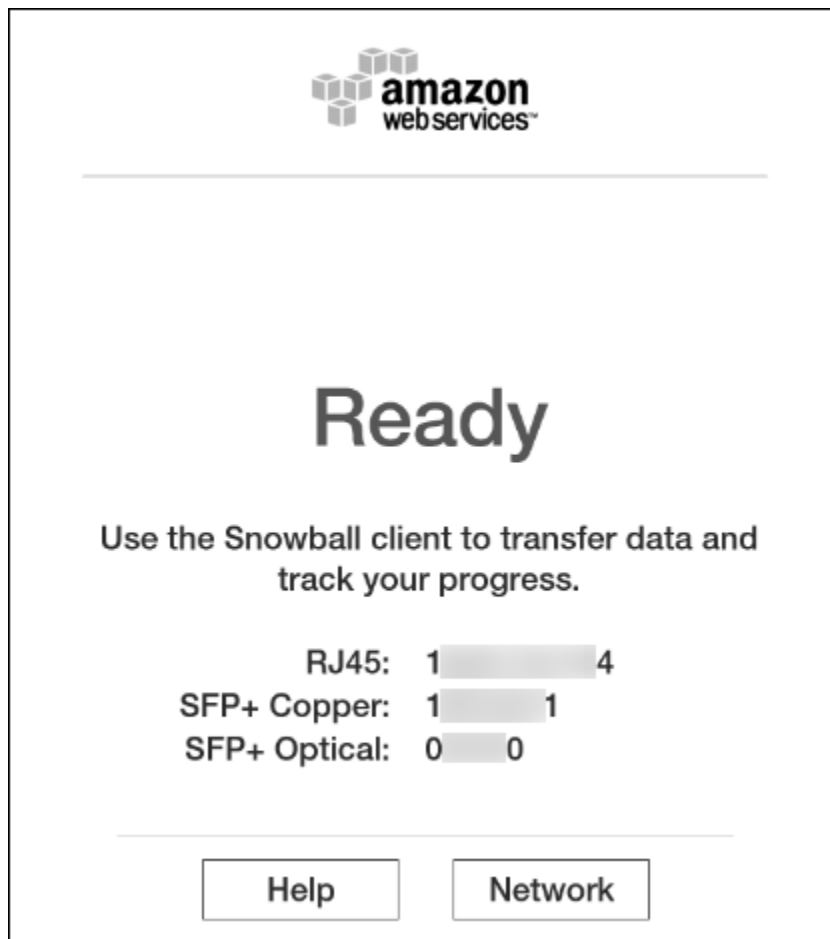 amazon
webservices™
Ready
Use the Snowball client to transfer data and
track your progress.
RJ45: 1 4
SFP+ Copper: 1 1
SFP+ Optical: 0 0
Help
Network